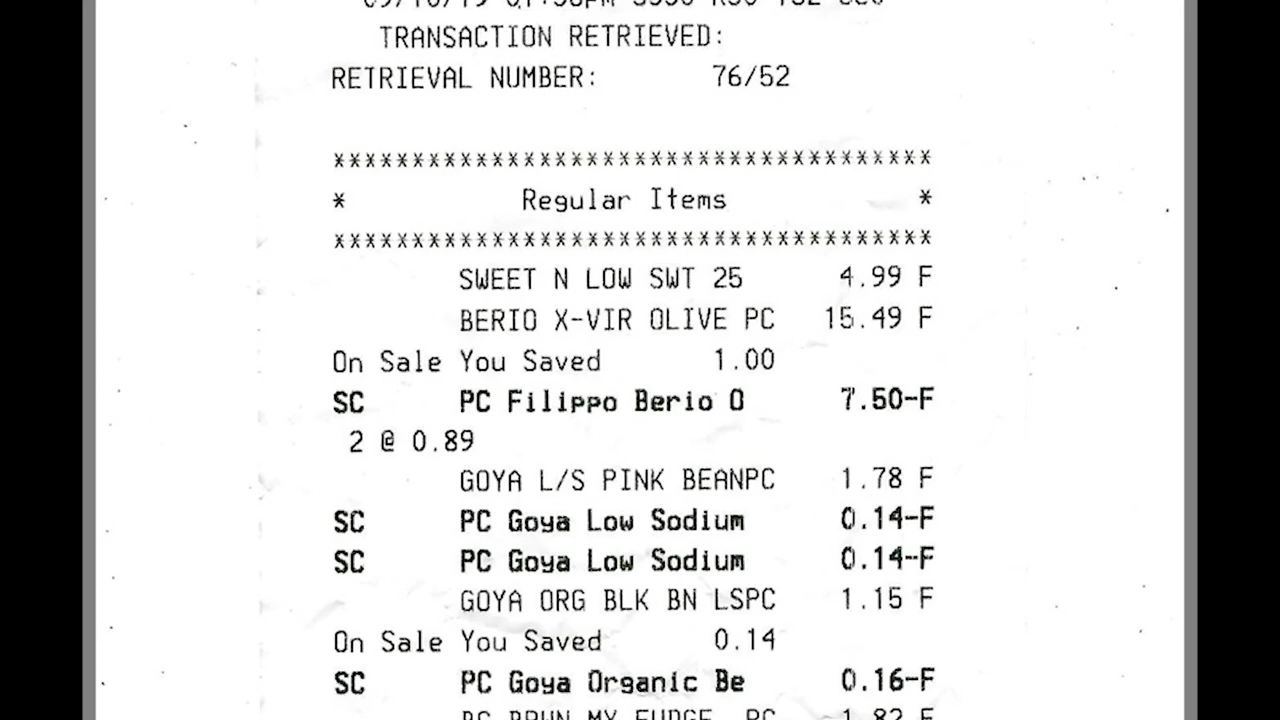 TRANSACTION RETRIEVED:
RETRIEVAL NUMBER: 76/52
**************************************
* Regular Items *
**************************************
SWEET N LOW SWT 25 4.99 F
BERIO X-VIR OLIVE PC 15.49 F
On Sale You Saved 1.00
SC PC Filippo Berio O 7.50-F
2 @ 0.89
GOYA L/S PINK BEANPC 1.78 F
SC PC Goya Low Sodium 0.14-F
SC PC Goya Low Sodium 0.14-F
GOYA ORG BLK BN LSPC 1.15 F
On Sale You Saved 0.14
SC PC Goya Organic Be 0.16-F